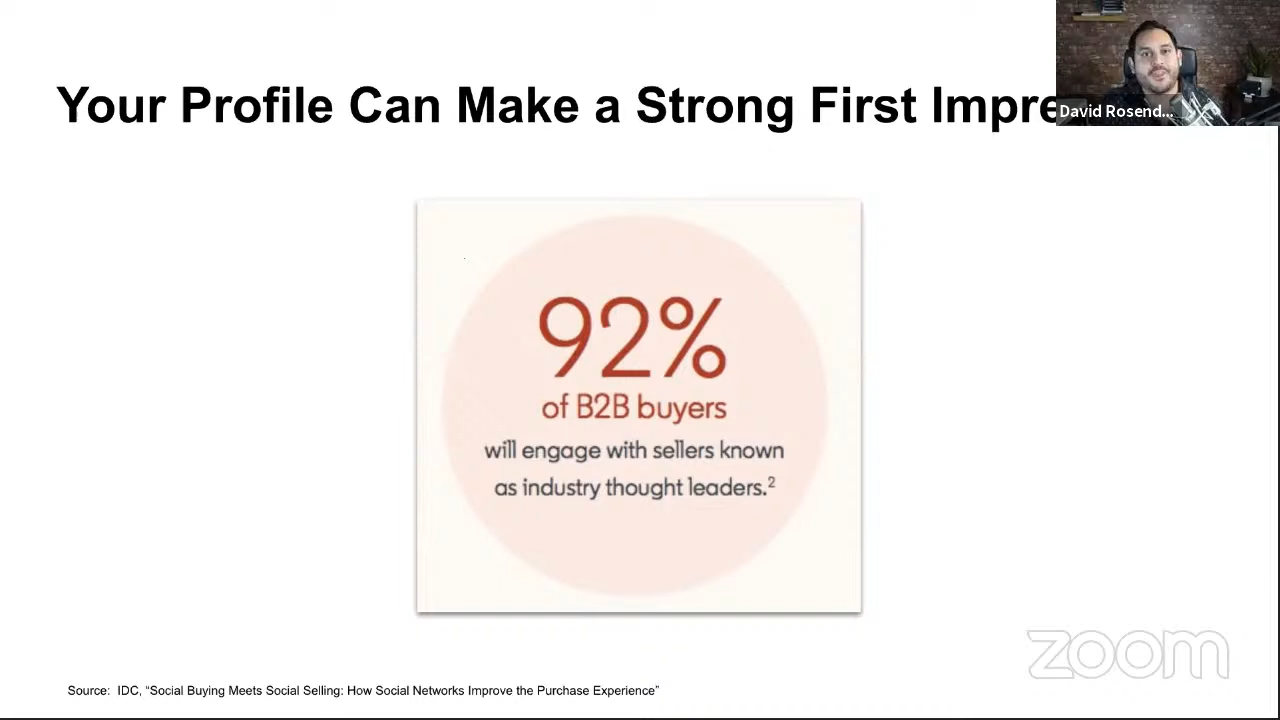 Your Profile Can Make a Strong First Impre
David Rosend...
92%
of B2B buyers
will engage with sellers known
as industry thought leaders.²
zoom
Source: IDC, “Social Buying Meets Social Selling: How Social Networks Improve the Purchase Experience”